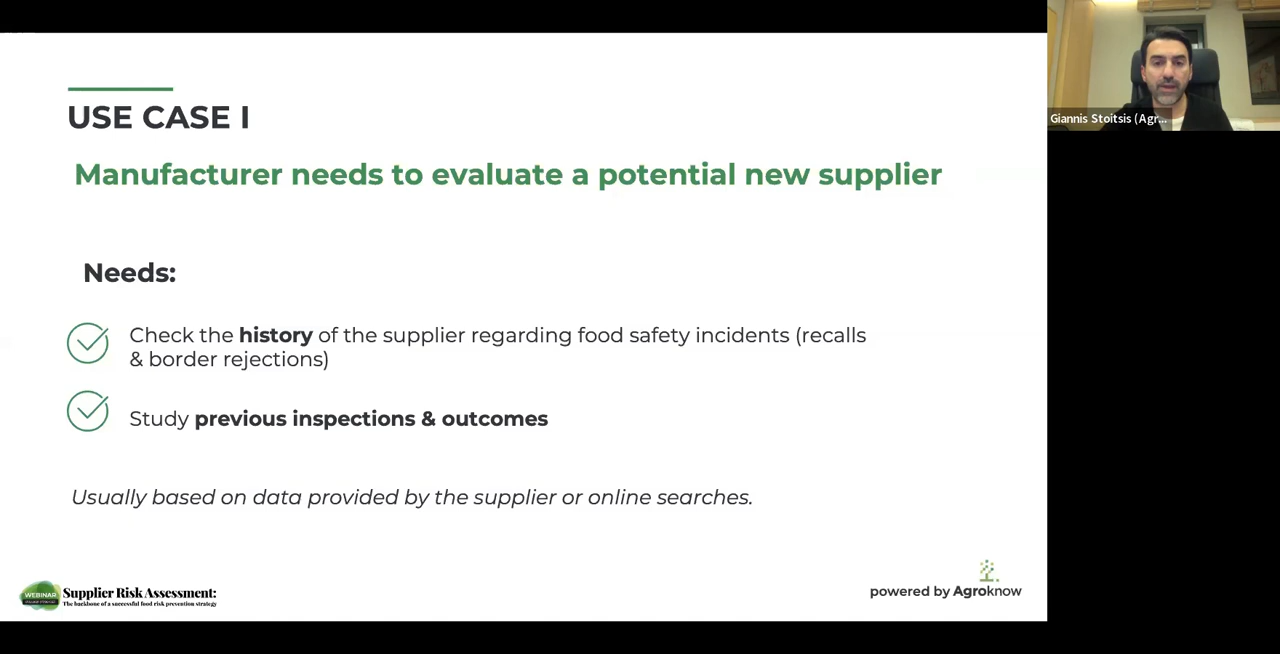 USE CASE I
Manufacturer needs to evaluate a potential new supplier
Needs:
Check the history of the supplier regarding food safety incidents (recalls
& border rejections)
Study previous inspections & outcomes
Usually based on data provided by the supplier or online searches.
WEBINAR
Supplier Risk Assessment:
The backbone of a successful food risk prevention strategy
powered by Agroknow
Giannis Stoitsis (Agr...